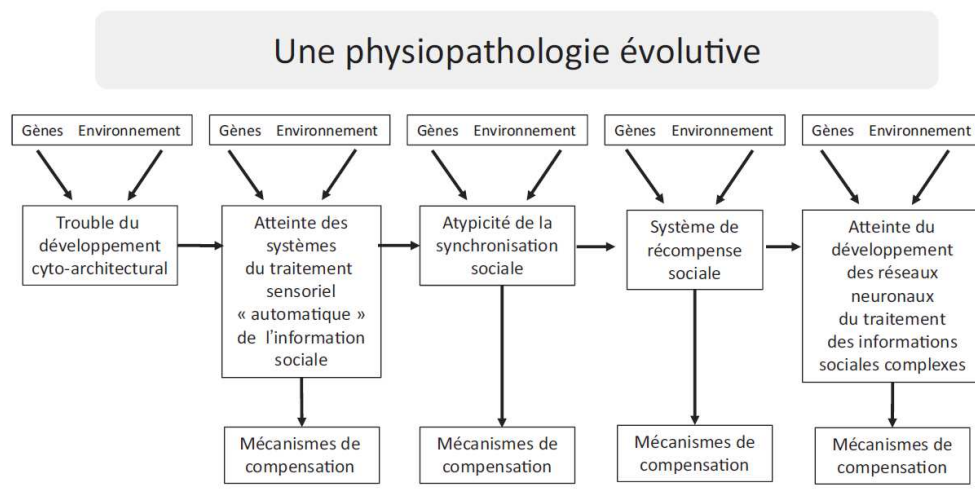 Une physiopathologie évolutive
Gènes Environnement
Gènes Environnement
Gènes Environnement
Gènes Environnement
Gènes Environnement
Trouble du
développement
cyto-architectural
Atteinte des
systèmes
du traitement
sensoriel
« automatique »
de l'information
sociale
Atypicité de la
synchronisation
sociale
Système de
récompense
sociale
Atteinte du
développement
des réseaux
neuronaux
du traitement
des informations
sociales complexes
Mécanismes de
compensation
Mécanismes de
compensation
Mécanismes de
compensation
Mécanismes de
compensation